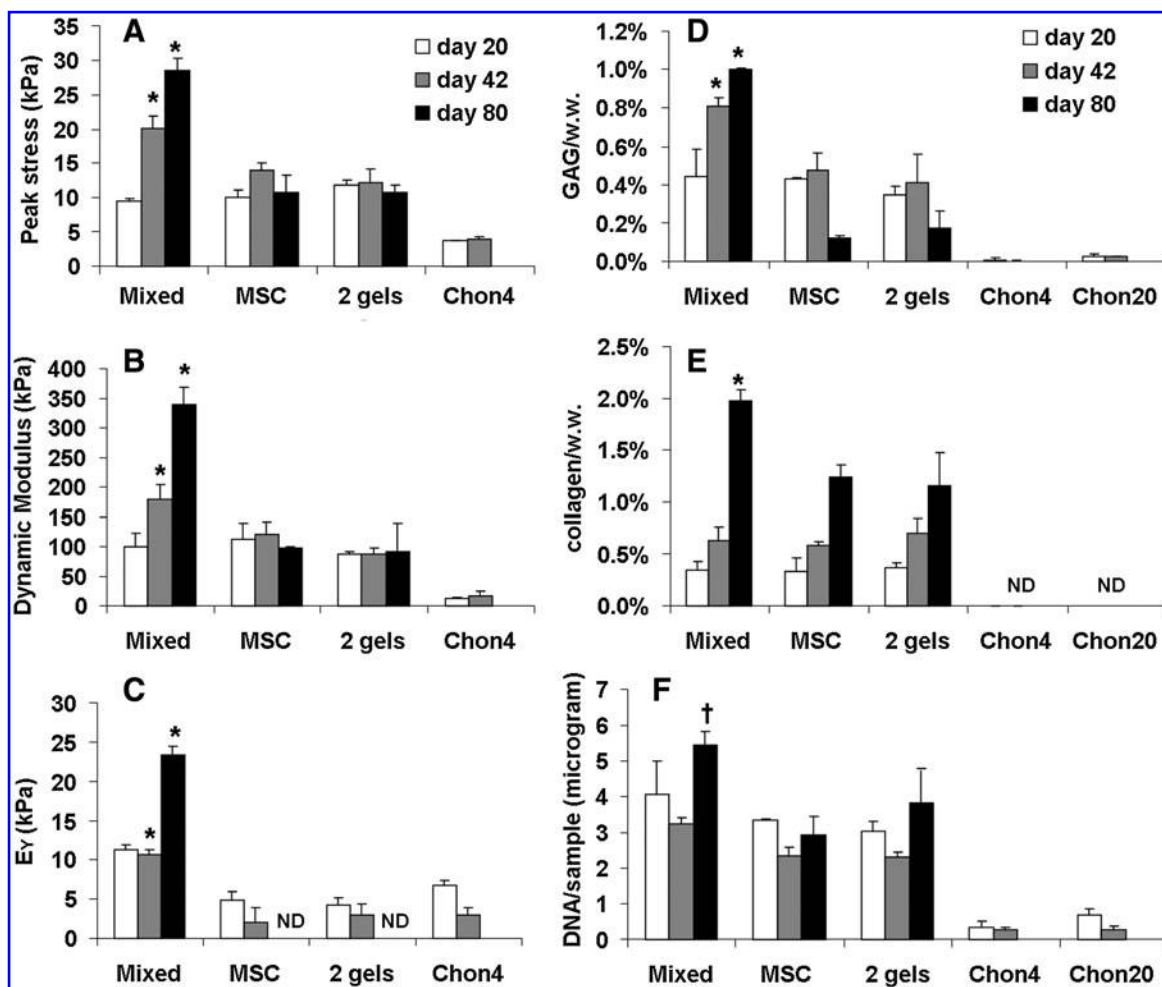 A
Peak stress (kPa)
35
30
25
20
15
10
5
0
* *
day 20
day 42
day 80
Mixed MSC 2 gels Chon4
B
Dynamic Modulus (kPa)
400
350
300
250
200
150
100
50
0
* *
Mixed MSC 2 gels Chon4
C
Eγ (kPa)
30
25
20
15
10
5
0
* *
ND ND
Mixed MSC 2 gels Chon4
D
GAG/w.w.
1.2%
1.0%
0.8%
0.6%
0.4%
0.2%
0.0%
* *
day 20
day 42
day 80
Mixed MSC 2 gels Chon4 Chon20
E
collagen/w.w.
2.5%
2.0%
1.5%
1.0%
0.5%
0.0%
*
ND ND
Mixed MSC 2 gels Chon4 Chon20
F
DNA/sample (microgram)
7
6
5
4
3
2
1
0
†
Mixed MSC 2 gels Chon4 Chon20